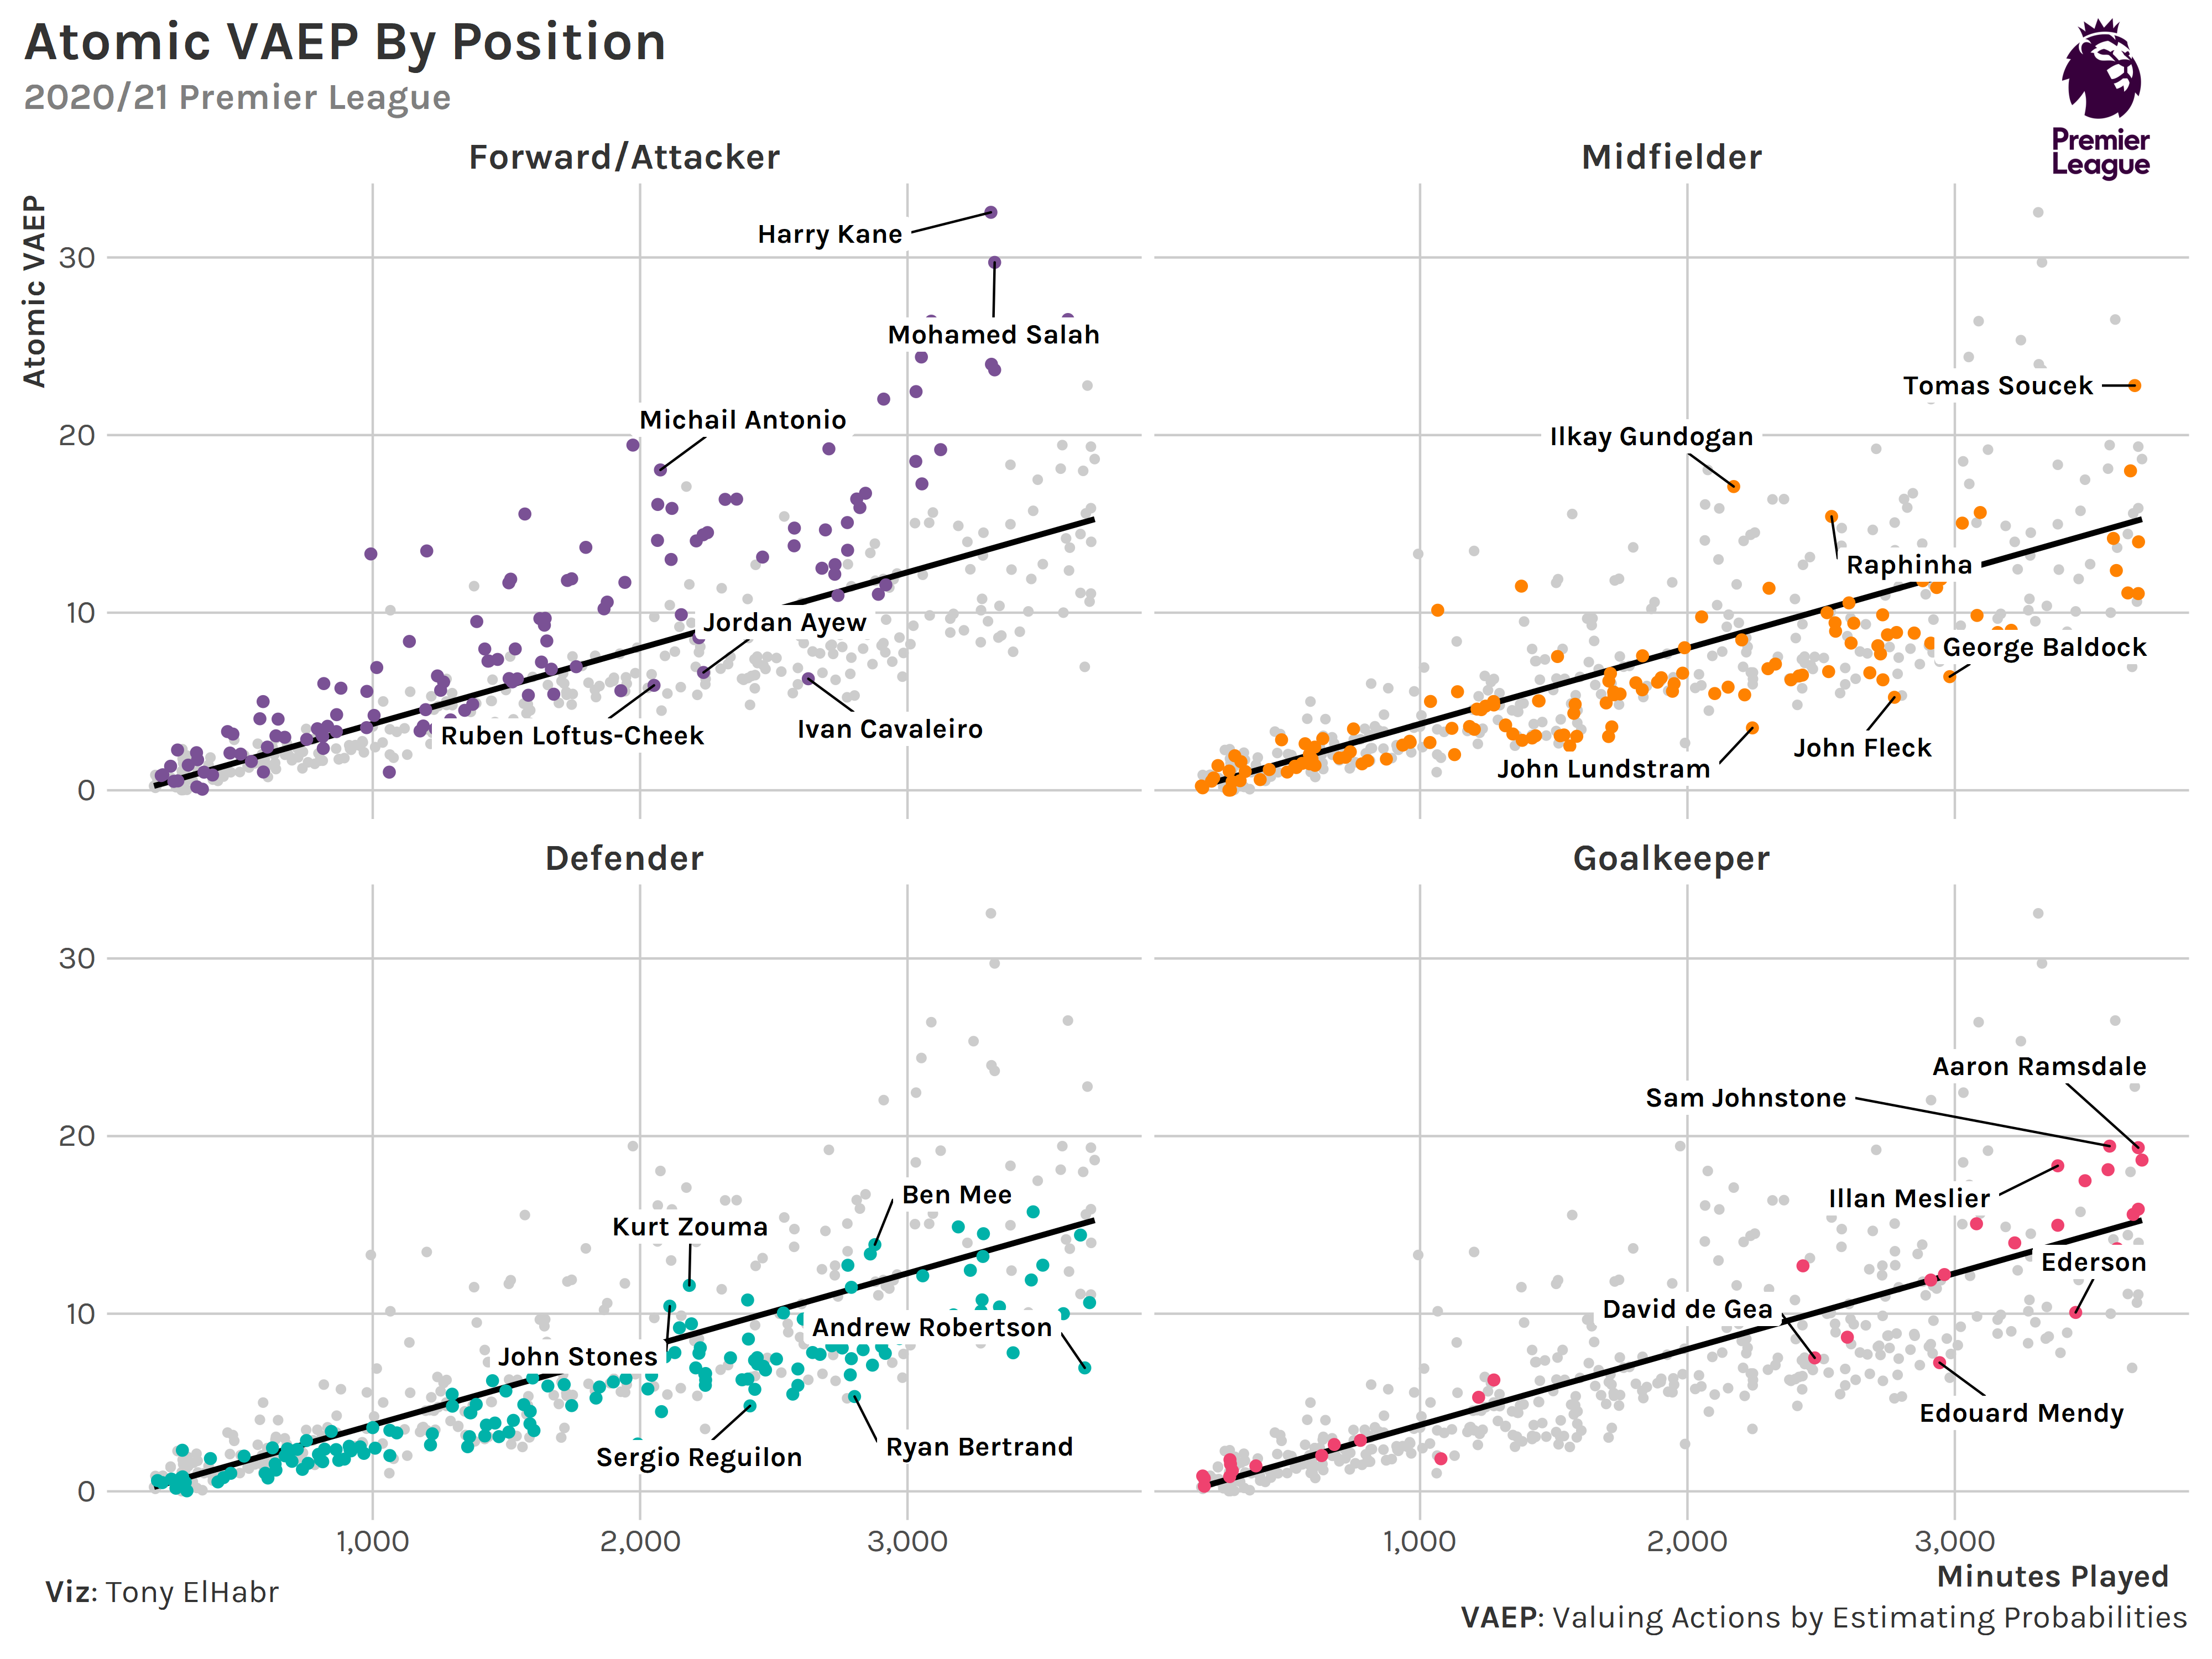 Atomic VAEP By Position
2020/21 Premier League
Premier
League
Forward/Attacker
Midfielder
Atomic VAEP
30
20
10
0
Harry Kane
Mohamed Salah
Michail Antonio
Jordan Ayew
Ruben Loftus-Cheek
Ivan Cavaleiro
Tomas Soucek
Ilkay Gundogan
Raphinha
George Baldock
John Fleck
John Lundstram
Defender
Goalkeeper
30
20
10
0
Ben Mee
Kurt Zouma
Andrew Robertson
John Stones
Ryan Bertrand
Sergio Reguilon
Aaron Ramsdale
Sam Johnstone
Illan Meslier
Ederson
David de Gea
Edouard Mendy
1,000 2,000 3,000
1,000 2,000 3,000
Minutes Played
Viz: Tony ElHabr
VAEP: Valuing Actions by Estimating Probabilities